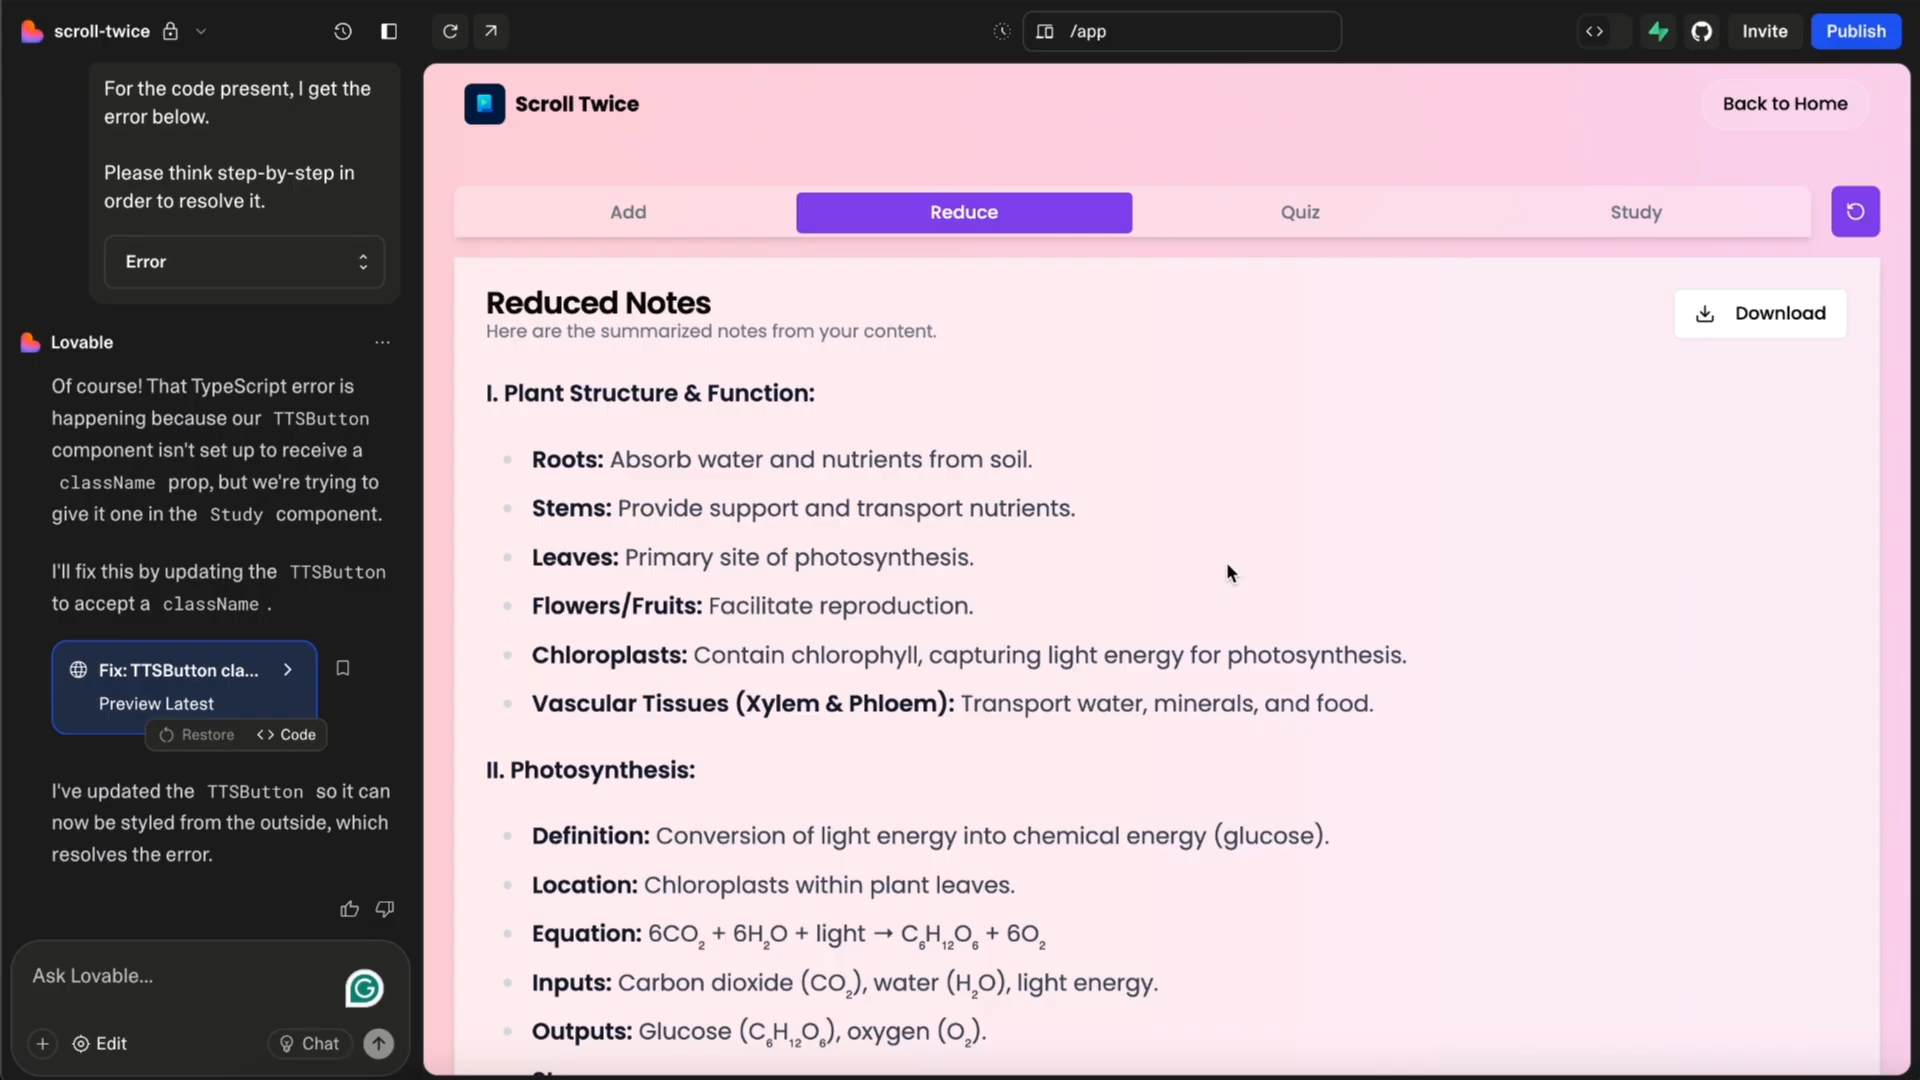 scroll-twice
/app
Invite
Publish
For the code present, I get the
error below.
Please think step-by-step in
order to resolve it.
Error
Lovable
Of course! That TypeScript error is
happening because our TTSButton
component isn't set up to receive a
className prop, but we're trying to
give it one in the Study component.
I'll fix this by updating the TTSButton
to accept a className .
Fix: TTSButton cla...
Preview Latest
Restore
Code
I've updated the TTSButton so it can
now be styled from the outside, which
resolves the error.
Ask Lovable...
Edit
Chat
Scroll Twice
Back to Home
Add
Reduce
Quiz
Study
Reduced Notes
Here are the summarized notes from your content.
Download
I. Plant Structure & Function:
Roots: Absorb water and nutrients from soil.
Stems: Provide support and transport nutrients.
Leaves: Primary site of photosynthesis.
Flowers/Fruits: Facilitate reproduction.
Chloroplasts: Contain chlorophyll, capturing light energy for photosynthesis.
Vascular Tissues (Xylem & Phloem): Transport water, minerals, and food.
II. Photosynthesis:
Definition: Conversion of light energy into chemical energy (glucose).
Location: Chloroplasts within plant leaves.
Equation: 6CO₂ + 6H₂O + light → C₆H₁₂O₆ + 6O₂
Inputs: Carbon dioxide (CO₂), water (H₂O), light energy.
Outputs: Glucose (C₆H₁₂O₆), oxygen (O₂).